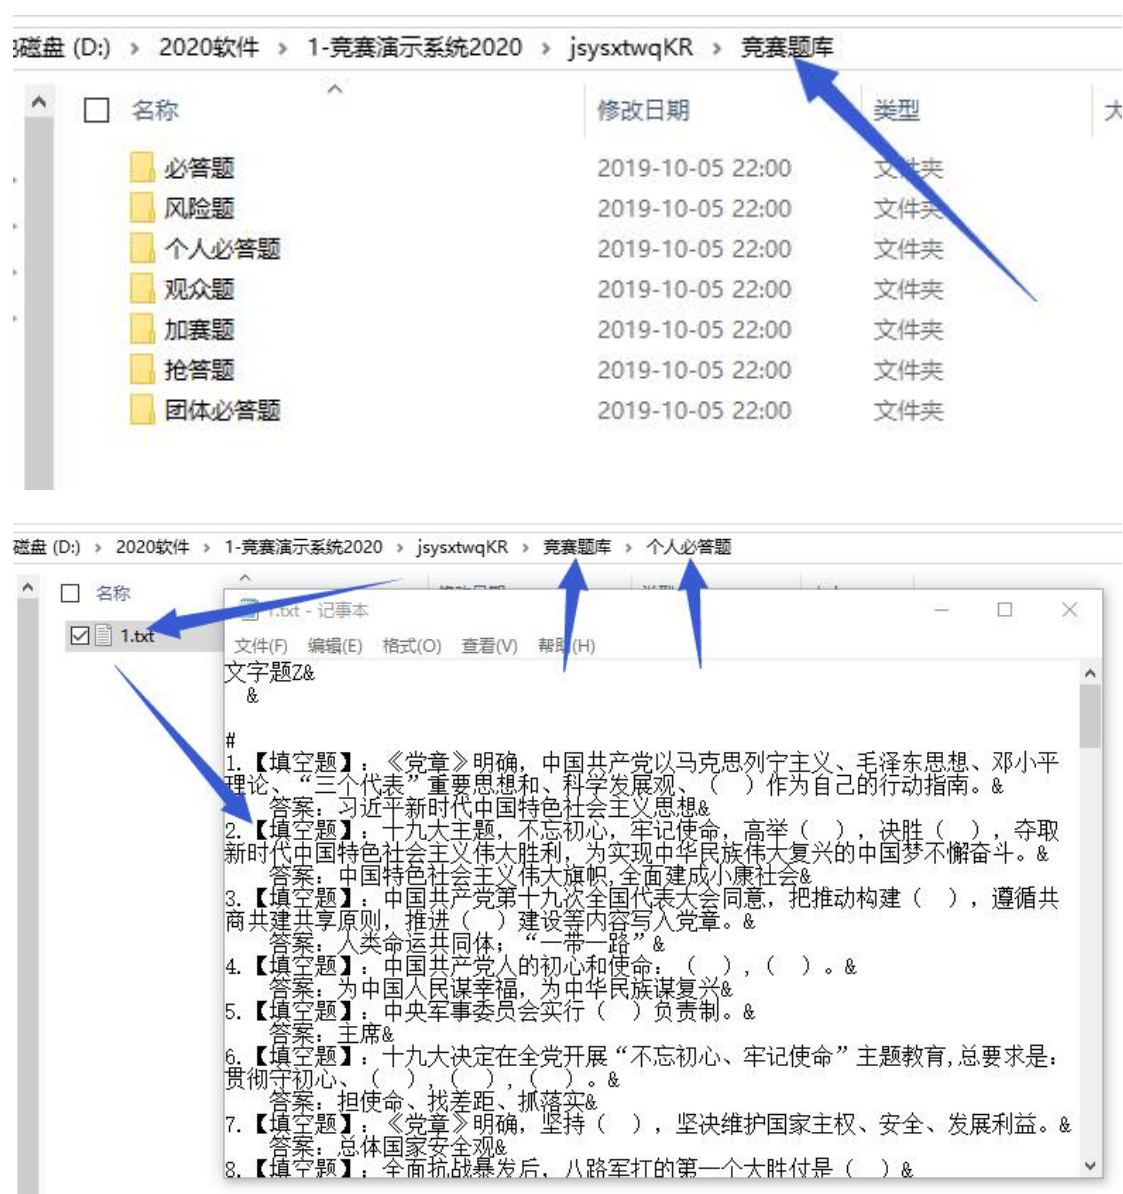 磁盘 (D:) › 2020软件 › 1-竞赛演示系统2020 › jsysxtwqKR › 竞赛题库
名称 修改日期 类型 大
必答题 2019-10-05 22:00 文件夹
风险题 2019-10-05 22:00 文件夹
个人必答题 2019-10-05 22:00 文件夹
观众题 2019-10-05 22:00 文件夹
加赛题 2019-10-05 22:00 文件夹
抢答题 2019-10-05 22:00 文件夹
团体必答题 2019-10-05 22:00 文件夹
磁盘 (D:) › 2020软件 › 1-竞赛演示系统2020 › jsysxtwqKR › 竞赛题库 › 个人必答题
名称
1.txt
1.txt - 记事本
文件(F) 编辑(E) 格式(O) 查看(V) 帮助(H)
文字题Z&
&
#
1.【填空题】：《党章》明确，中国共产党以马克思列宁主义、毛泽东思想、邓小平
理论、“三个代表”重要思想和、科学发展观、（ ）作为自己的行动指南。&
答案：习近平新时代中国特色社会主义思想&
2.【填空题】：十九大主题，不忘初心，牢记使命，高举（ ），决胜（ ），夺取
新时代中国特色社会主义伟大胜利，为实现中华民族伟大复兴的中国梦不懈奋斗。&
答案：中国特色社会主义伟大旗帜,全面建成小康社会&
3.【填空题】：中国共产党第十九次全国代表大会同意，把推动构建（ ），遵循共
商共建共享原则，推进（ ）建设等内容写入党章。&
答案：人类命运共同体；“一带一路”&
4.【填空题】：中国共产党人的初心和使命：（ ），（ ）。&
答案：为中国人民谋幸福，为中华民族谋复兴&
5.【填空题】：中央军事委员会实行（ ）负责制。&
答案：主席&
6.【填空题】：十九大决定在全党开展“不忘初心、牢记使命”主题教育,总要求是：
贯彻守初心、（ ），（ ），（ ）。&
答案：担使命、找差距、抓落实&
7.【填空题】：《党章》明确，坚持（ ），坚决维护国家主权、安全、发展利益。&
答案：总体国家安全观&
8.【填空题】：全面抗战暴发后，八路军打的第一个大胜付是（ ）&